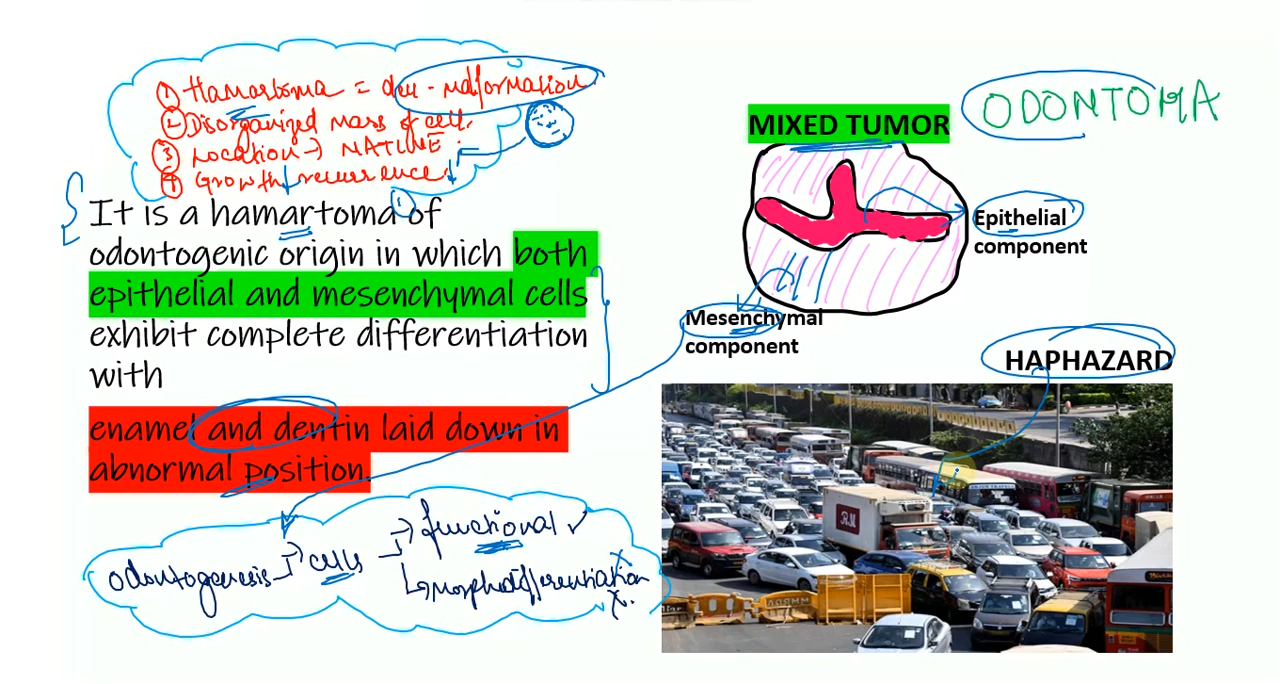 ① Hamartoma = dev - malformation
② Disorganized mass of cell.
③ Location → NATIVE.
④ Growth ↓ recurrence ↓
It is a hamartoma ① of
odontogenic origin in which both
epithelial and mesenchymal cells
exhibit complete differentiation
with
enamel and dentin laid down in
abnormal position.
odontogenesis → cells → functional ✓
↳ morphodifferentiation x x.
MIXED TUMOR
ODONTOMA
Epithelial
component
Mesenchymal
component
HAPHAZARD